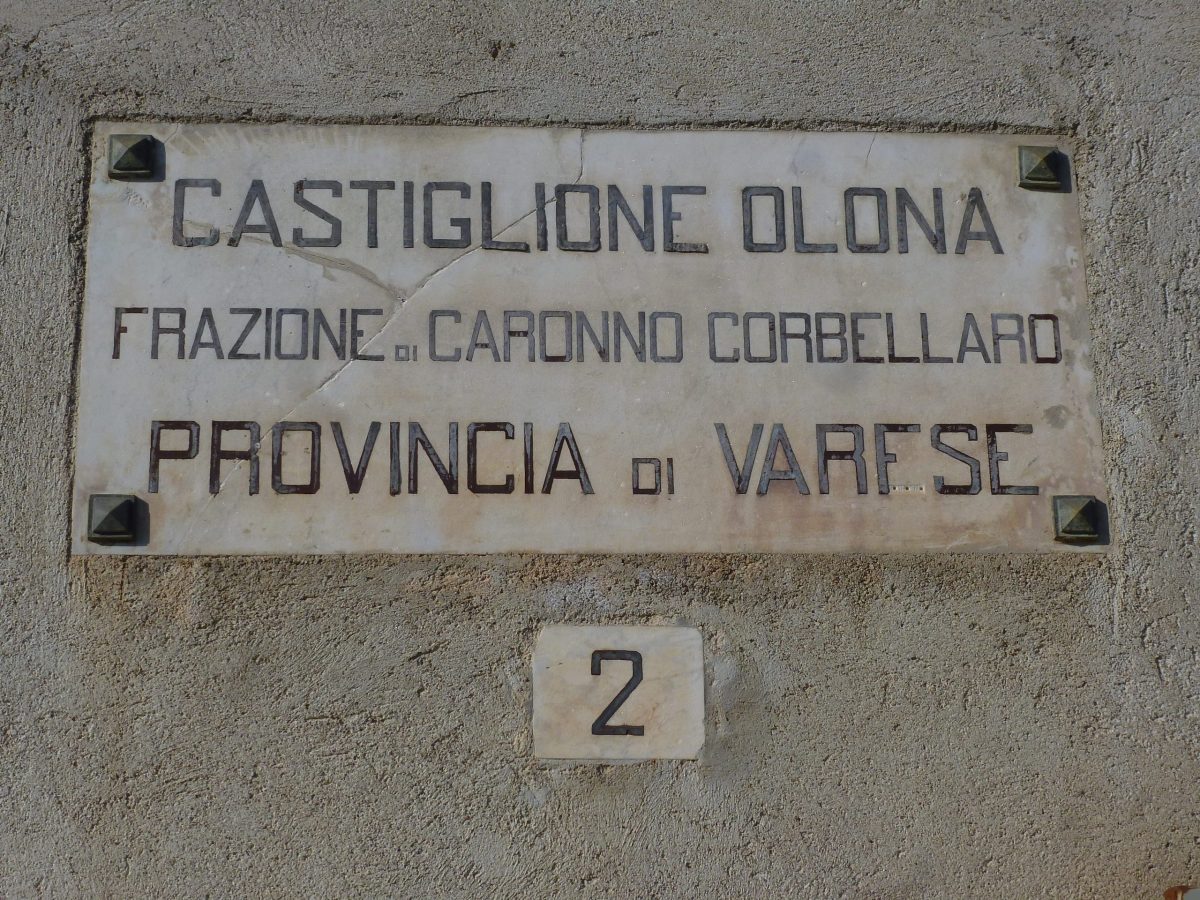 CASTIGLIONE OLONA
FRAZIONE DI CARONNO CORBELLARO
PROVINCIA DI VARESE
2